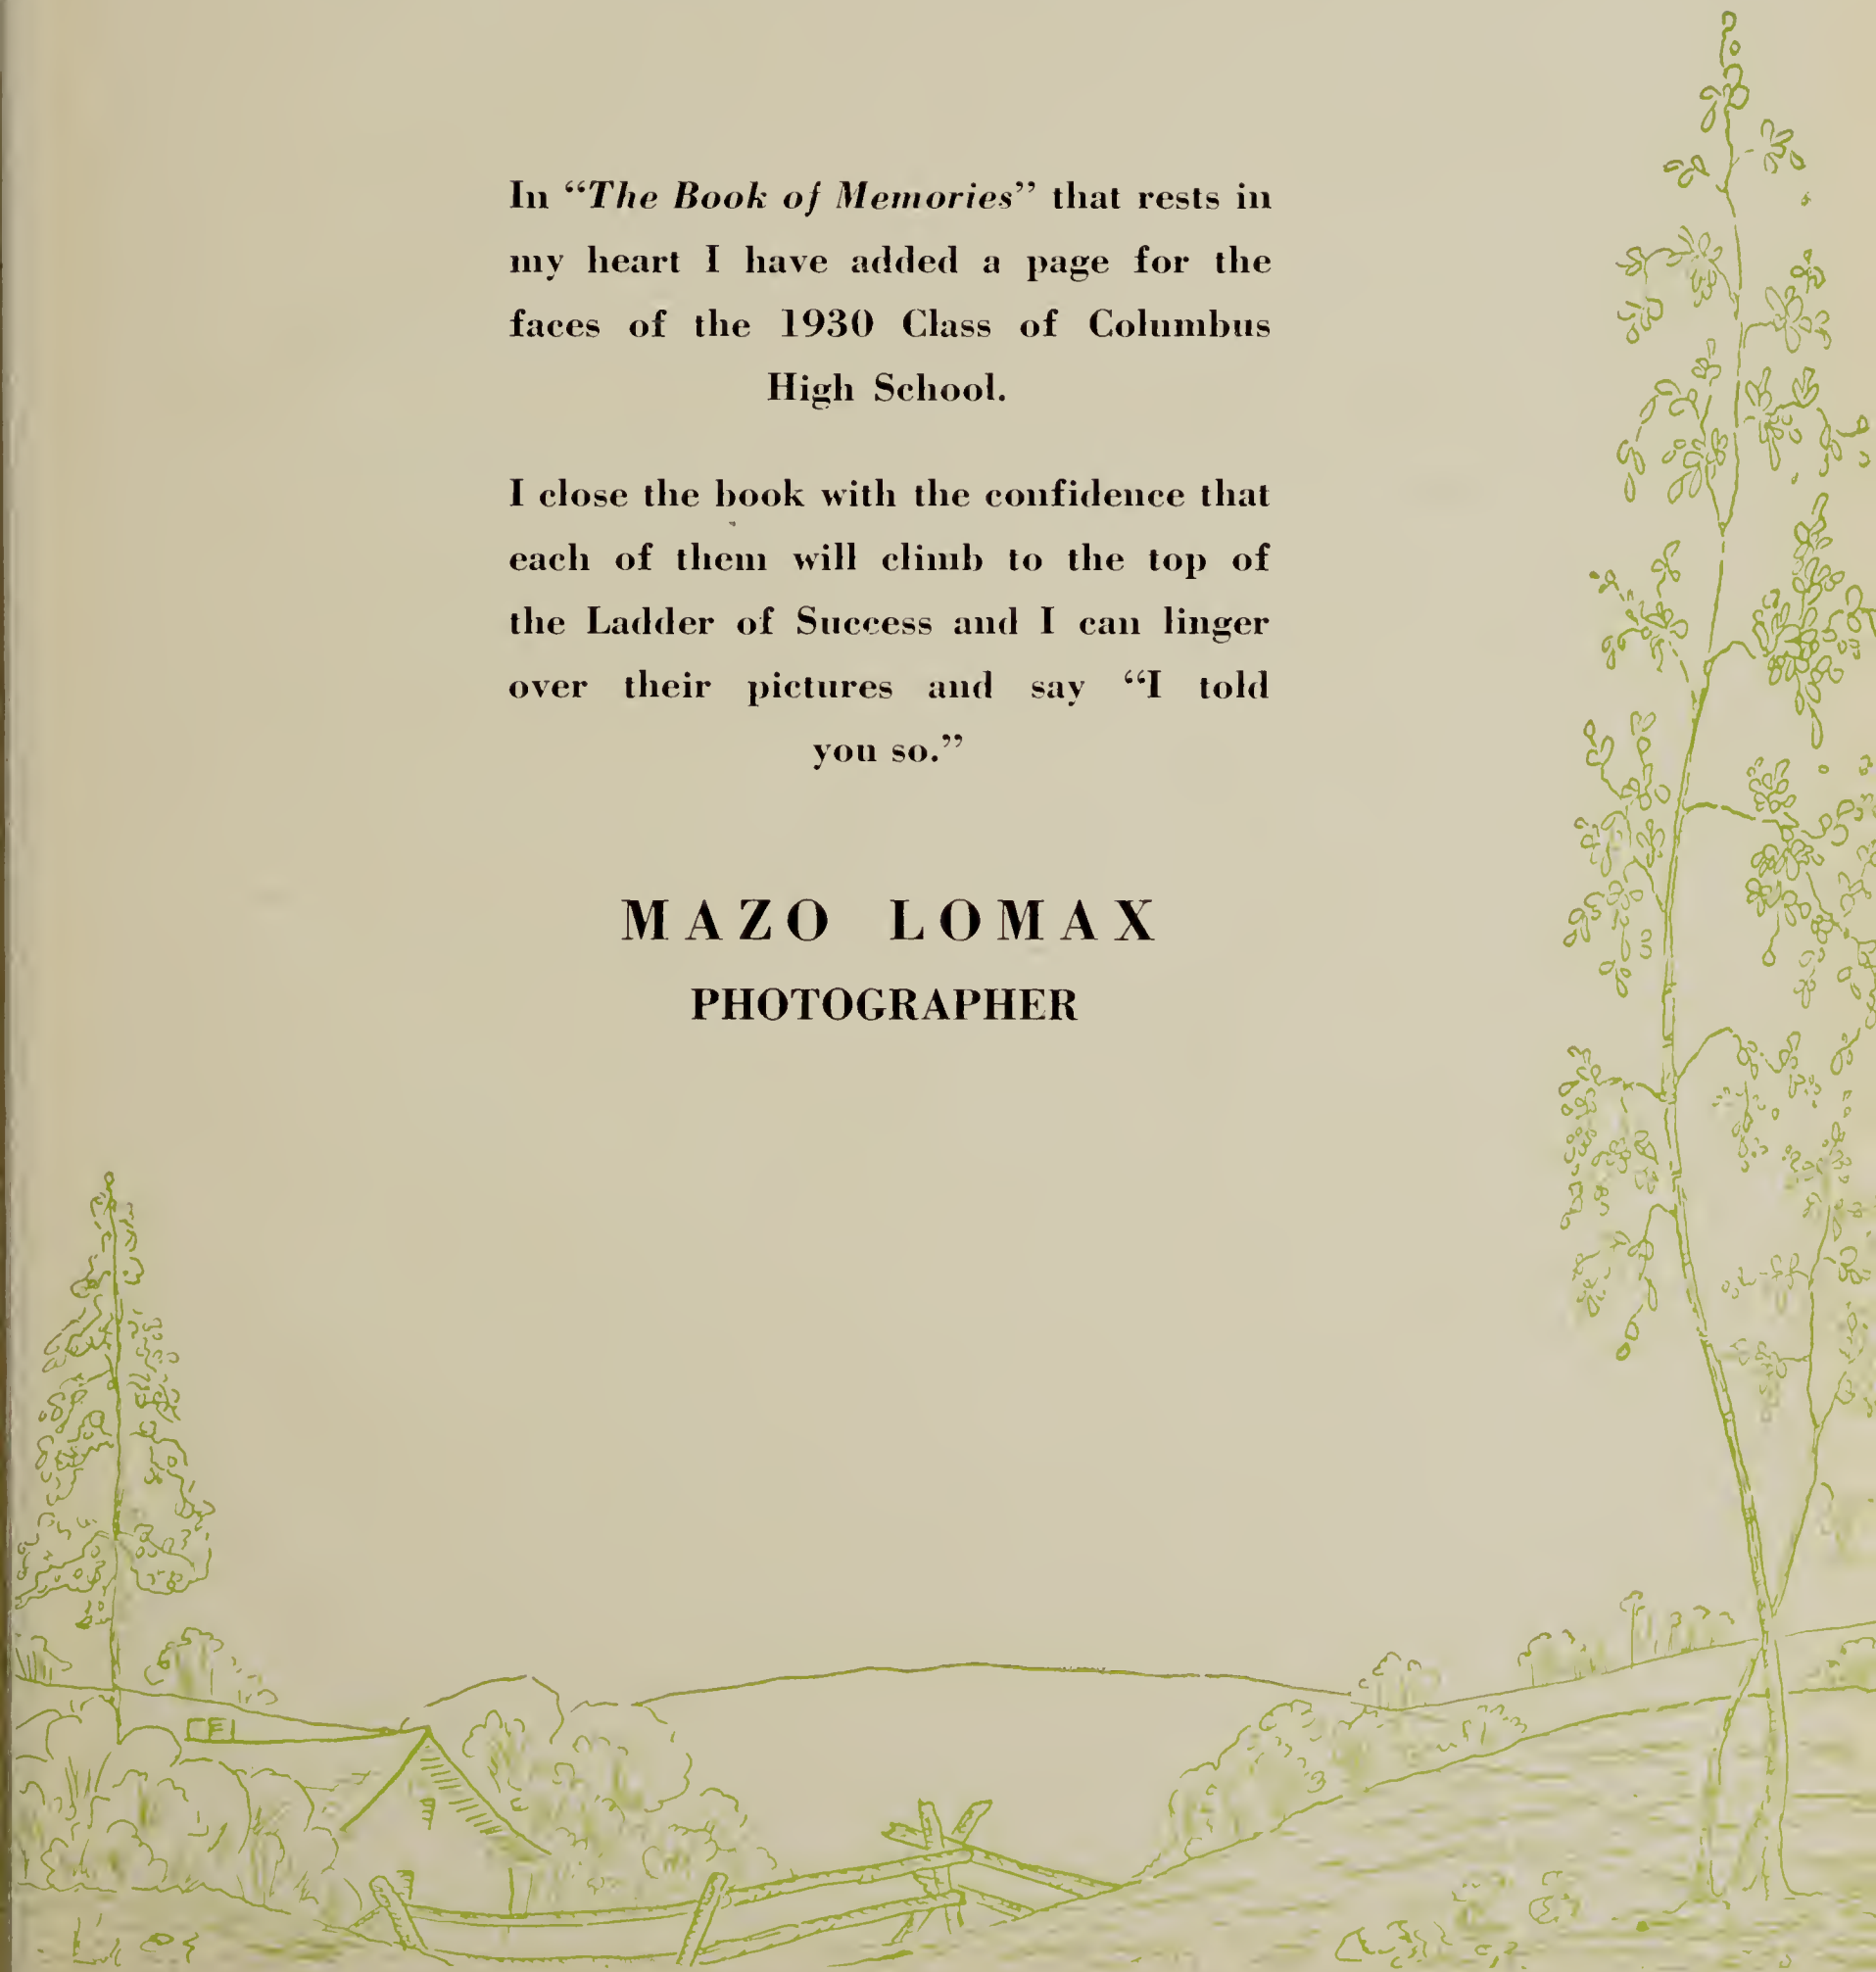 In “The Book of Memories” that rests in
my heart I have added a page for the
faces of the 1930 Class of Columbus
High School.
I close the book with the confidence that
each of them will climb to the top of
the Ladder of Success and I can linger
over their pictures and say “I told
you so.”
MAZO LOMAX
PHOTOGRAPHER